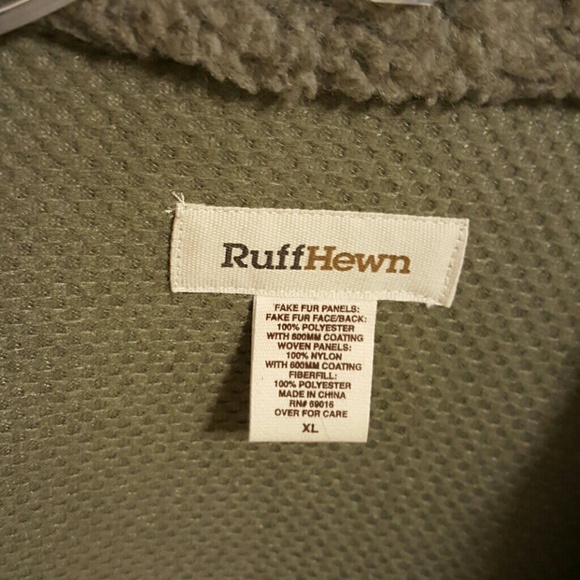 RuffHewn
FAKE FUR PANELS:
FAKE FUR FACE/BACK:
100% POLYESTER
WITH 600MM COATING
WOVEN PANELS:
100% NYLON
WITH 600MM COATING
FIBERFILL:
100% POLYESTER
MADE IN CHINA
RN# 69016
OVER FOR CARE
XL